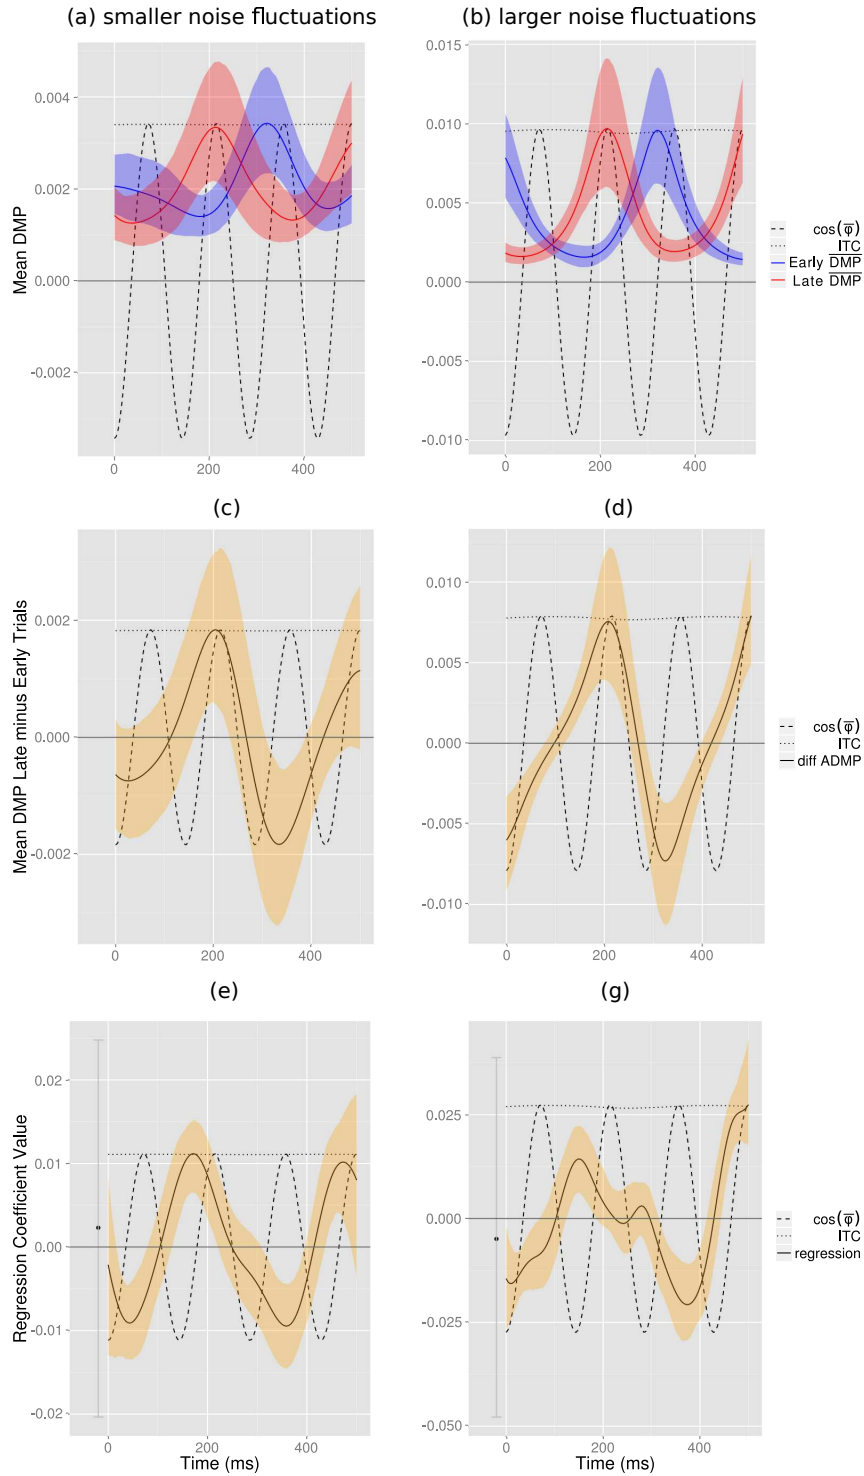 (a) smaller noise fluctuations
(b) larger noise fluctuations
Mean DMP
0.004
0.002
0.000
-0.002
0 200 400
0.015
0.010
0.005
0.000
-0.005
-0.010
0 200 400
cos(φ̅)
ITC
Early D̅M̅P̅
Late D̅M̅P̅
(c)
(d)
Mean DMP Late minus Early Trials
0.002
0.000
-0.002
0 200 400
0.010
0.005
0.000
-0.005
-0.010
0 200 400
cos(φ̅)
ITC
diff ADMP
(e)
(g)
Regression Coefficient Value
0.02
0.01
0.00
-0.01
-0.02
0 200 400
Time (ms)
0.025
0.000
-0.025
-0.050
0 200 400
Time (ms)
cos(φ̅)
ITC
regression